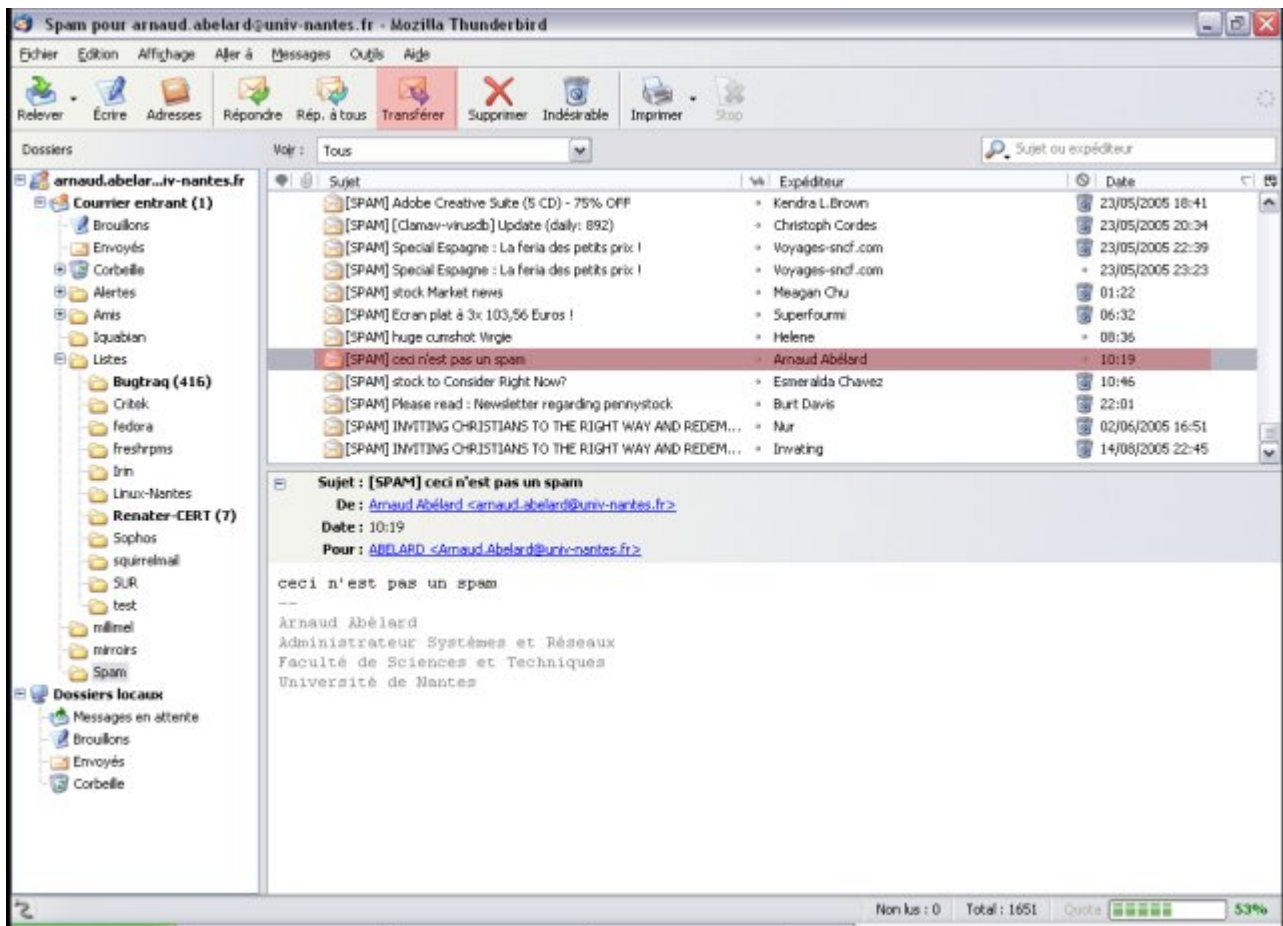 Spam pour arnaud.abelard@univ-nantes.fr - Mozilla Thunderbird
Fichier Edition Affichage Aller à Messages Outils Aide
Relever Écrire Adresses Répondre Rép. à tous Transférer Supprimer Indésirable Imprimer Stop
Dossiers Voir : Tous Sujet ou expéditeur
arnaud.abelar...iv-nantes.fr
Courrier entrant (1)
Brouillons
Envoyés
Corbeille
Alertes
Amis
Iquabian
Listes
Bugtraq (416)
Critek
fedora
freshrpms
Irin
Linux-Nantes
Renater-CERT (7)
Sophos
squirrelmail
SUR
test
milimel
mirroirs
Spam
Dossiers locaux
Messages en attente
Brouillons
Envoyés
Corbeille
Sujet Expéditeur Date
[SPAM] Adobe Creative Suite (5 CD) - 75% OFF Kendra L.Brown 23/05/2005 18:41
[SPAM] [Clamav-virusdb] Update (daily: 892) Christoph Cordes 23/05/2005 20:34
[SPAM] Special Espagne : La feria des petits prix ! Voyages-sncf.com 23/05/2005 22:39
[SPAM] Special Espagne : La feria des petits prix ! Voyages-sncf.com 23/05/2005 23:23
[SPAM] stock Market news Meagan Chu 01:22
[SPAM] Ecran plat à 3x 103,56 Euros ! Superfourmi 06:32
[SPAM] huge cumshot Virgie Helene 08:36
[SPAM] ceci n'est pas un spam Arnaud Abélard 10:19
[SPAM] stock to Consider Right Now? Esmeralda Chavez 10:46
[SPAM] Please read : Newsletter regarding pennystock Burt Davis 22:01
[SPAM] INVITING CHRISTIANS TO THE RIGHT WAY AND REDEM... Nur 02/06/2005 16:51
[SPAM] INVITING CHRISTIANS TO THE RIGHT WAY AND REDEM... Inwating 14/08/2005 22:45
Sujet : [SPAM] ceci n'est pas un spam
De : Arnaud Abélard <arnaud.abelard@univ-nantes.fr>
Date : 10:19
Pour : ABELARD <Arnaud.Abelard@univ-nantes.fr>
ceci n'est pas un spam
--
Arnaud Abélard
Administrateur Systèmes et Réseaux
Faculté de Sciences et Techniques
Université de Nantes
Non lus : 0 Total : 1651 Quota 53%